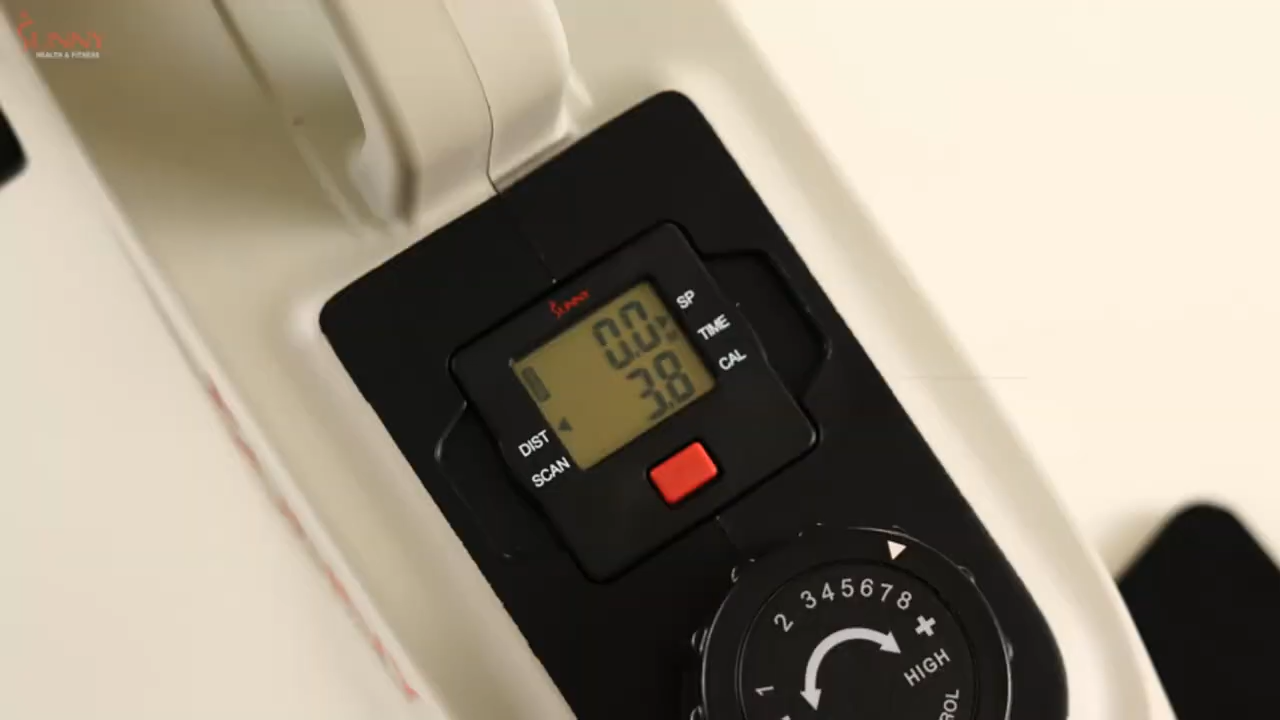 SUNNY
HEALTH & FITNESS
SUNNY
0.0
3.8
SP
TIME
CAL
DIST
SCAN
1 2 3 4 5 6 7 8 +
HIGH